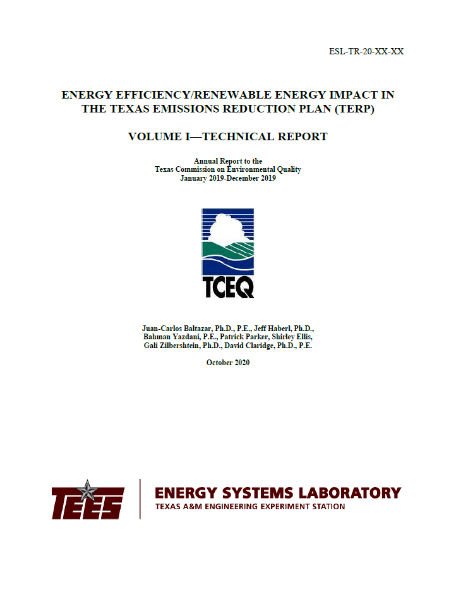 ESL-TR-20-XX-XX
ENERGY EFFICIENCY/RENEWABLE ENERGY IMPACT IN
THE TEXAS EMISSIONS REDUCTION PLAN (TERP)
VOLUME I—TECHNICAL REPORT
Annual Report to the
Texas Commission on Environmental Quality
January 2019-December 2019
TCEQ
Juan-Carlos Baltazar, Ph.D., P.E., Jeff Haberl, Ph.D.,
Bahman Yazdani, P.E., Patrick Parker, Shirley Ellis,
Gali Zilbershtein, Ph.D., David Claridge, Ph.D., P.E.
October 2020
TEES
ENERGY SYSTEMS LABORATORY
TEXAS A&M ENGINEERING EXPERIMENT STATION